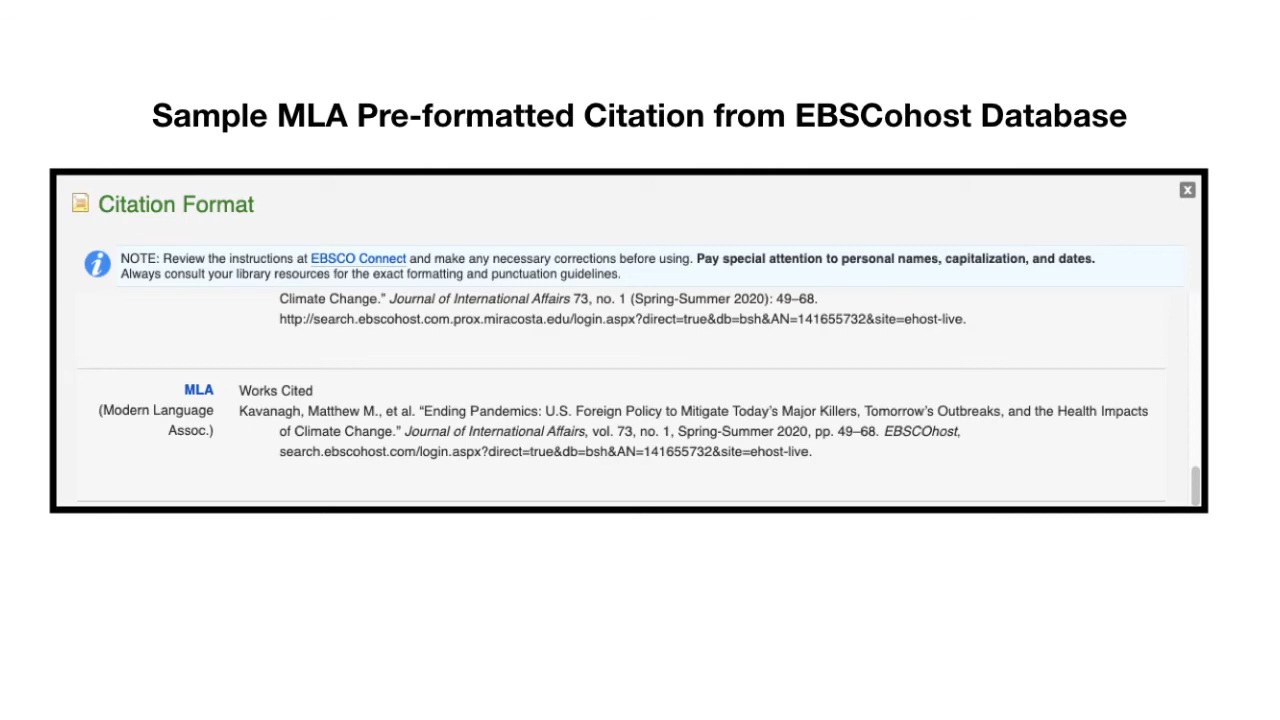 Sample MLA Pre-formatted Citation from EBSCohost Database
Citation Format
x
NOTE: Review the instructions at EBSCO Connect and make any necessary corrections before using. Pay special attention to personal names, capitalization, and dates.
Always consult your library resources for the exact formatting and punctuation guidelines.
Climate Change.” Journal of International Affairs 73, no. 1 (Spring-Summer 2020): 49–68.
http://search.ebscohost.com.prox.miracosta.edu/login.aspx?direct=true&db=bsh&AN=141655732&site=ehost-live.
MLA
(Modern Language
Assoc.)
Works Cited
Kavanagh, Matthew M., et al. “Ending Pandemics: U.S. Foreign Policy to Mitigate Today’s Major Killers, Tomorrow’s Outbreaks, and the Health Impacts
of Climate Change.” Journal of International Affairs, vol. 73, no. 1, Spring-Summer 2020, pp. 49–68. EBSCOhost,
search.ebscohost.com/login.aspx?direct=true&db=bsh&AN=141655732&site=ehost-live.